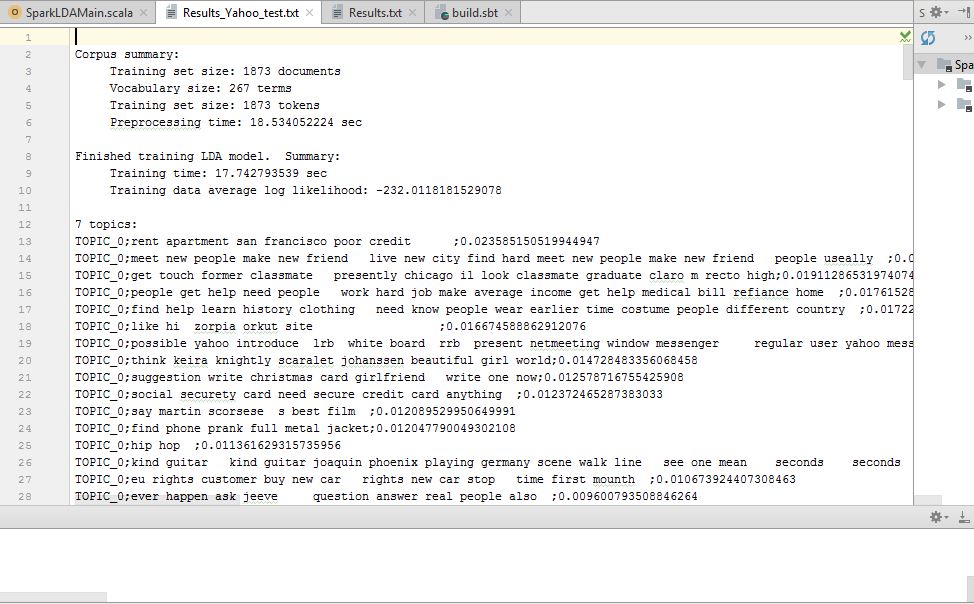 SparkLDAMain.scala Results_Yahoo_test.txt Results.txt build.sbt S
1
2 Corpus summary:
3 Training set size: 1873 documents
4 Vocabulary size: 267 terms
5 Training set size: 1873 tokens
6 Preprocessing time: 18.534052224 sec
7
8 Finished training LDA model. Summary:
9 Training time: 17.742793539 sec
10 Training data average log likelihood: -232.0118181529078
11
12 7 topics:
13 TOPIC_0;rent apartment san francisco poor credit ;0.023585150519944947
14 TOPIC_0;meet new people make new friend live new city find hard meet new people make new friend people useally ;0.0
15 TOPIC_0;get touch former classmate presently chicago il look classmate graduate claro m recto high;0.01911286531974074
16 TOPIC_0;people get help need people work hard job make average income get help medical bill refiance home ;0.01761528
17 TOPIC_0;find help learn history clothing need know people wear earlier time costume people different country ;0.01722
18 TOPIC_0;like hi zorpia orkut site ;0.016674588862912076
19 TOPIC_0;possible yahoo introduce lrb white board rrb present netmeeting window messenger regular user yahoo mess
20 TOPIC_0;think keira knightly scaralet johanssen beautiful girl world;0.014728483356068458
21 TOPIC_0;suggestion write christmas card girlfriend write one now;0.012578716755425908
22 TOPIC_0;social securety card need secure credit card anything ;0.012372465287383033
23 TOPIC_0;say martin scorsese s best film ;0.012089529950649991
24 TOPIC_0;find phone prank full metal jacket;0.012047790049302108
25 TOPIC_0;hip hop ;0.011361629315735956
26 TOPIC_0;kind guitar kind guitar joaquin phoenix playing germany scene walk line see one mean seconds seconds
27 TOPIC_0;eu rights customer buy new car rights new car stop time first mounth ;0.010673924407308463
28 TOPIC_0;ever happen ask jeeve question answer real people also ;0.009600793508846264
Spa